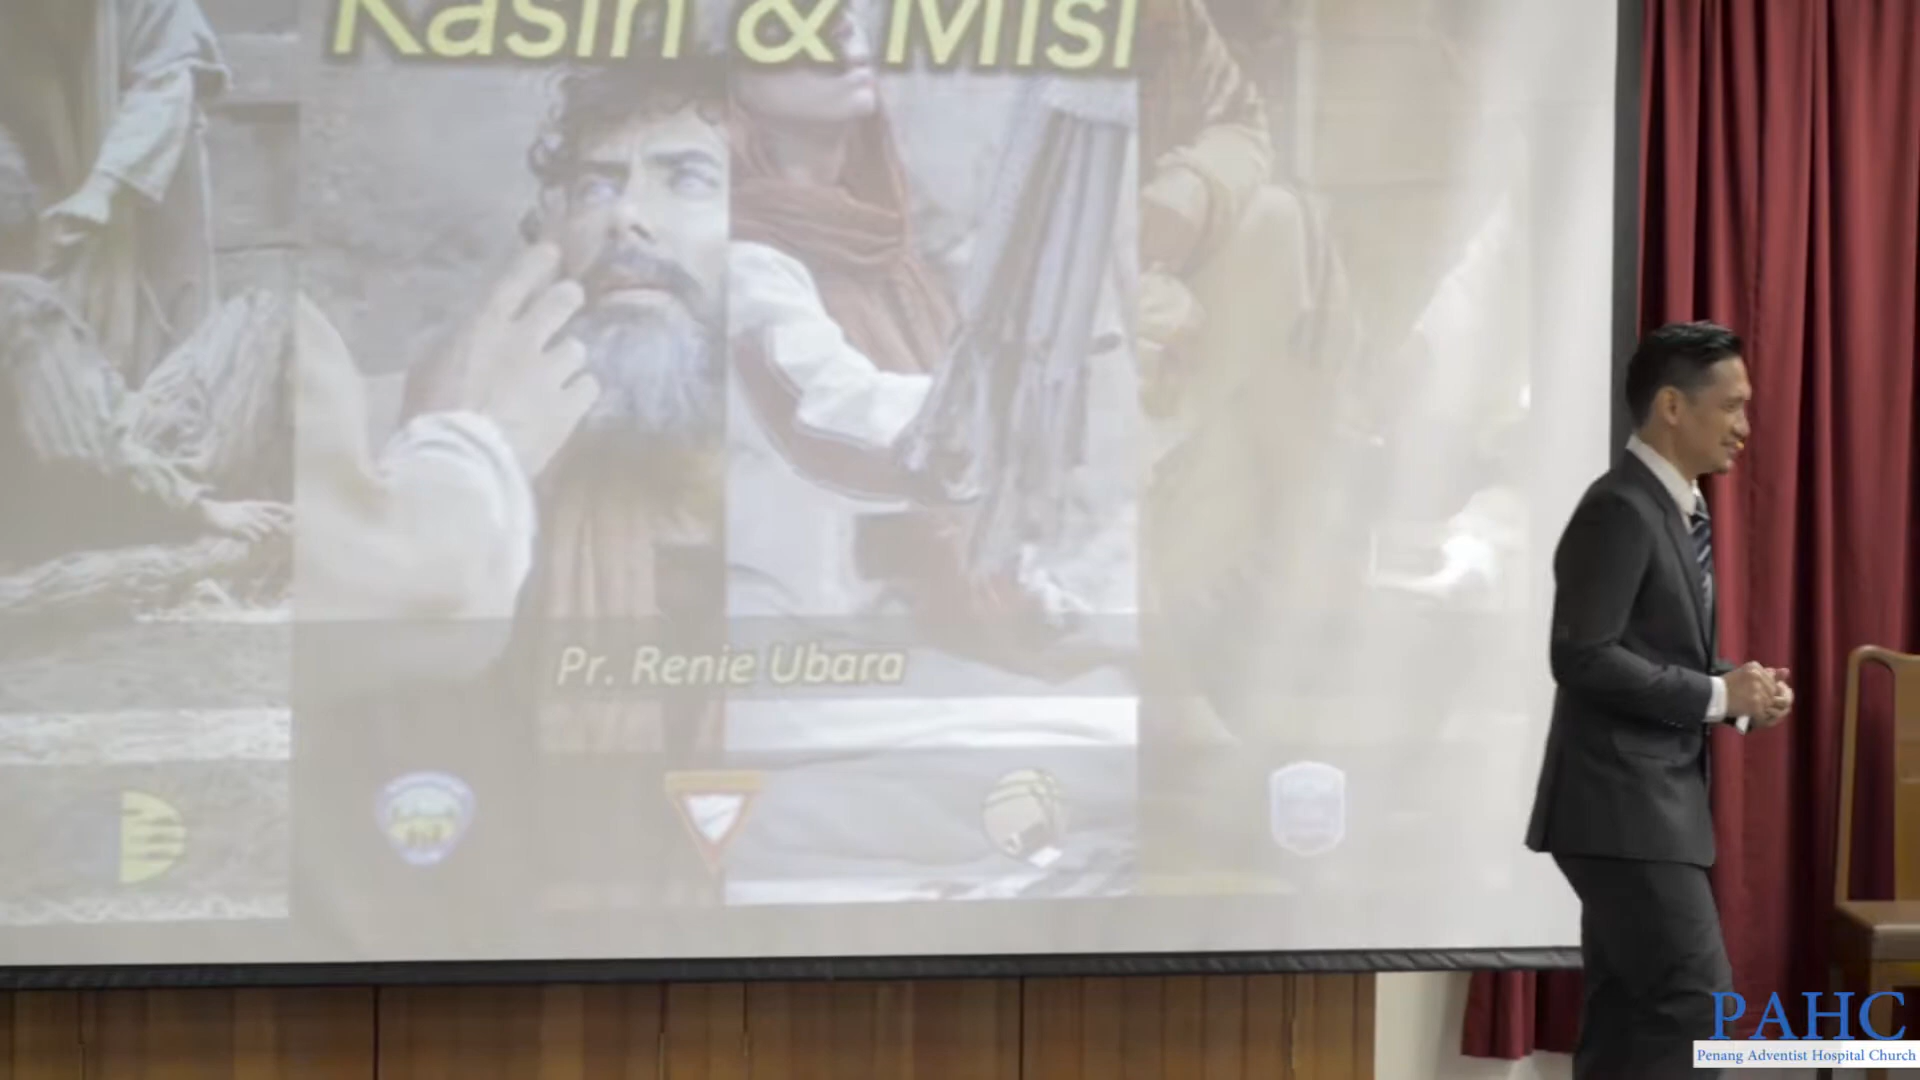 Kasih & Misi
Pr. Renie Ubara
PAHC
Penang Adventist Hospital Church